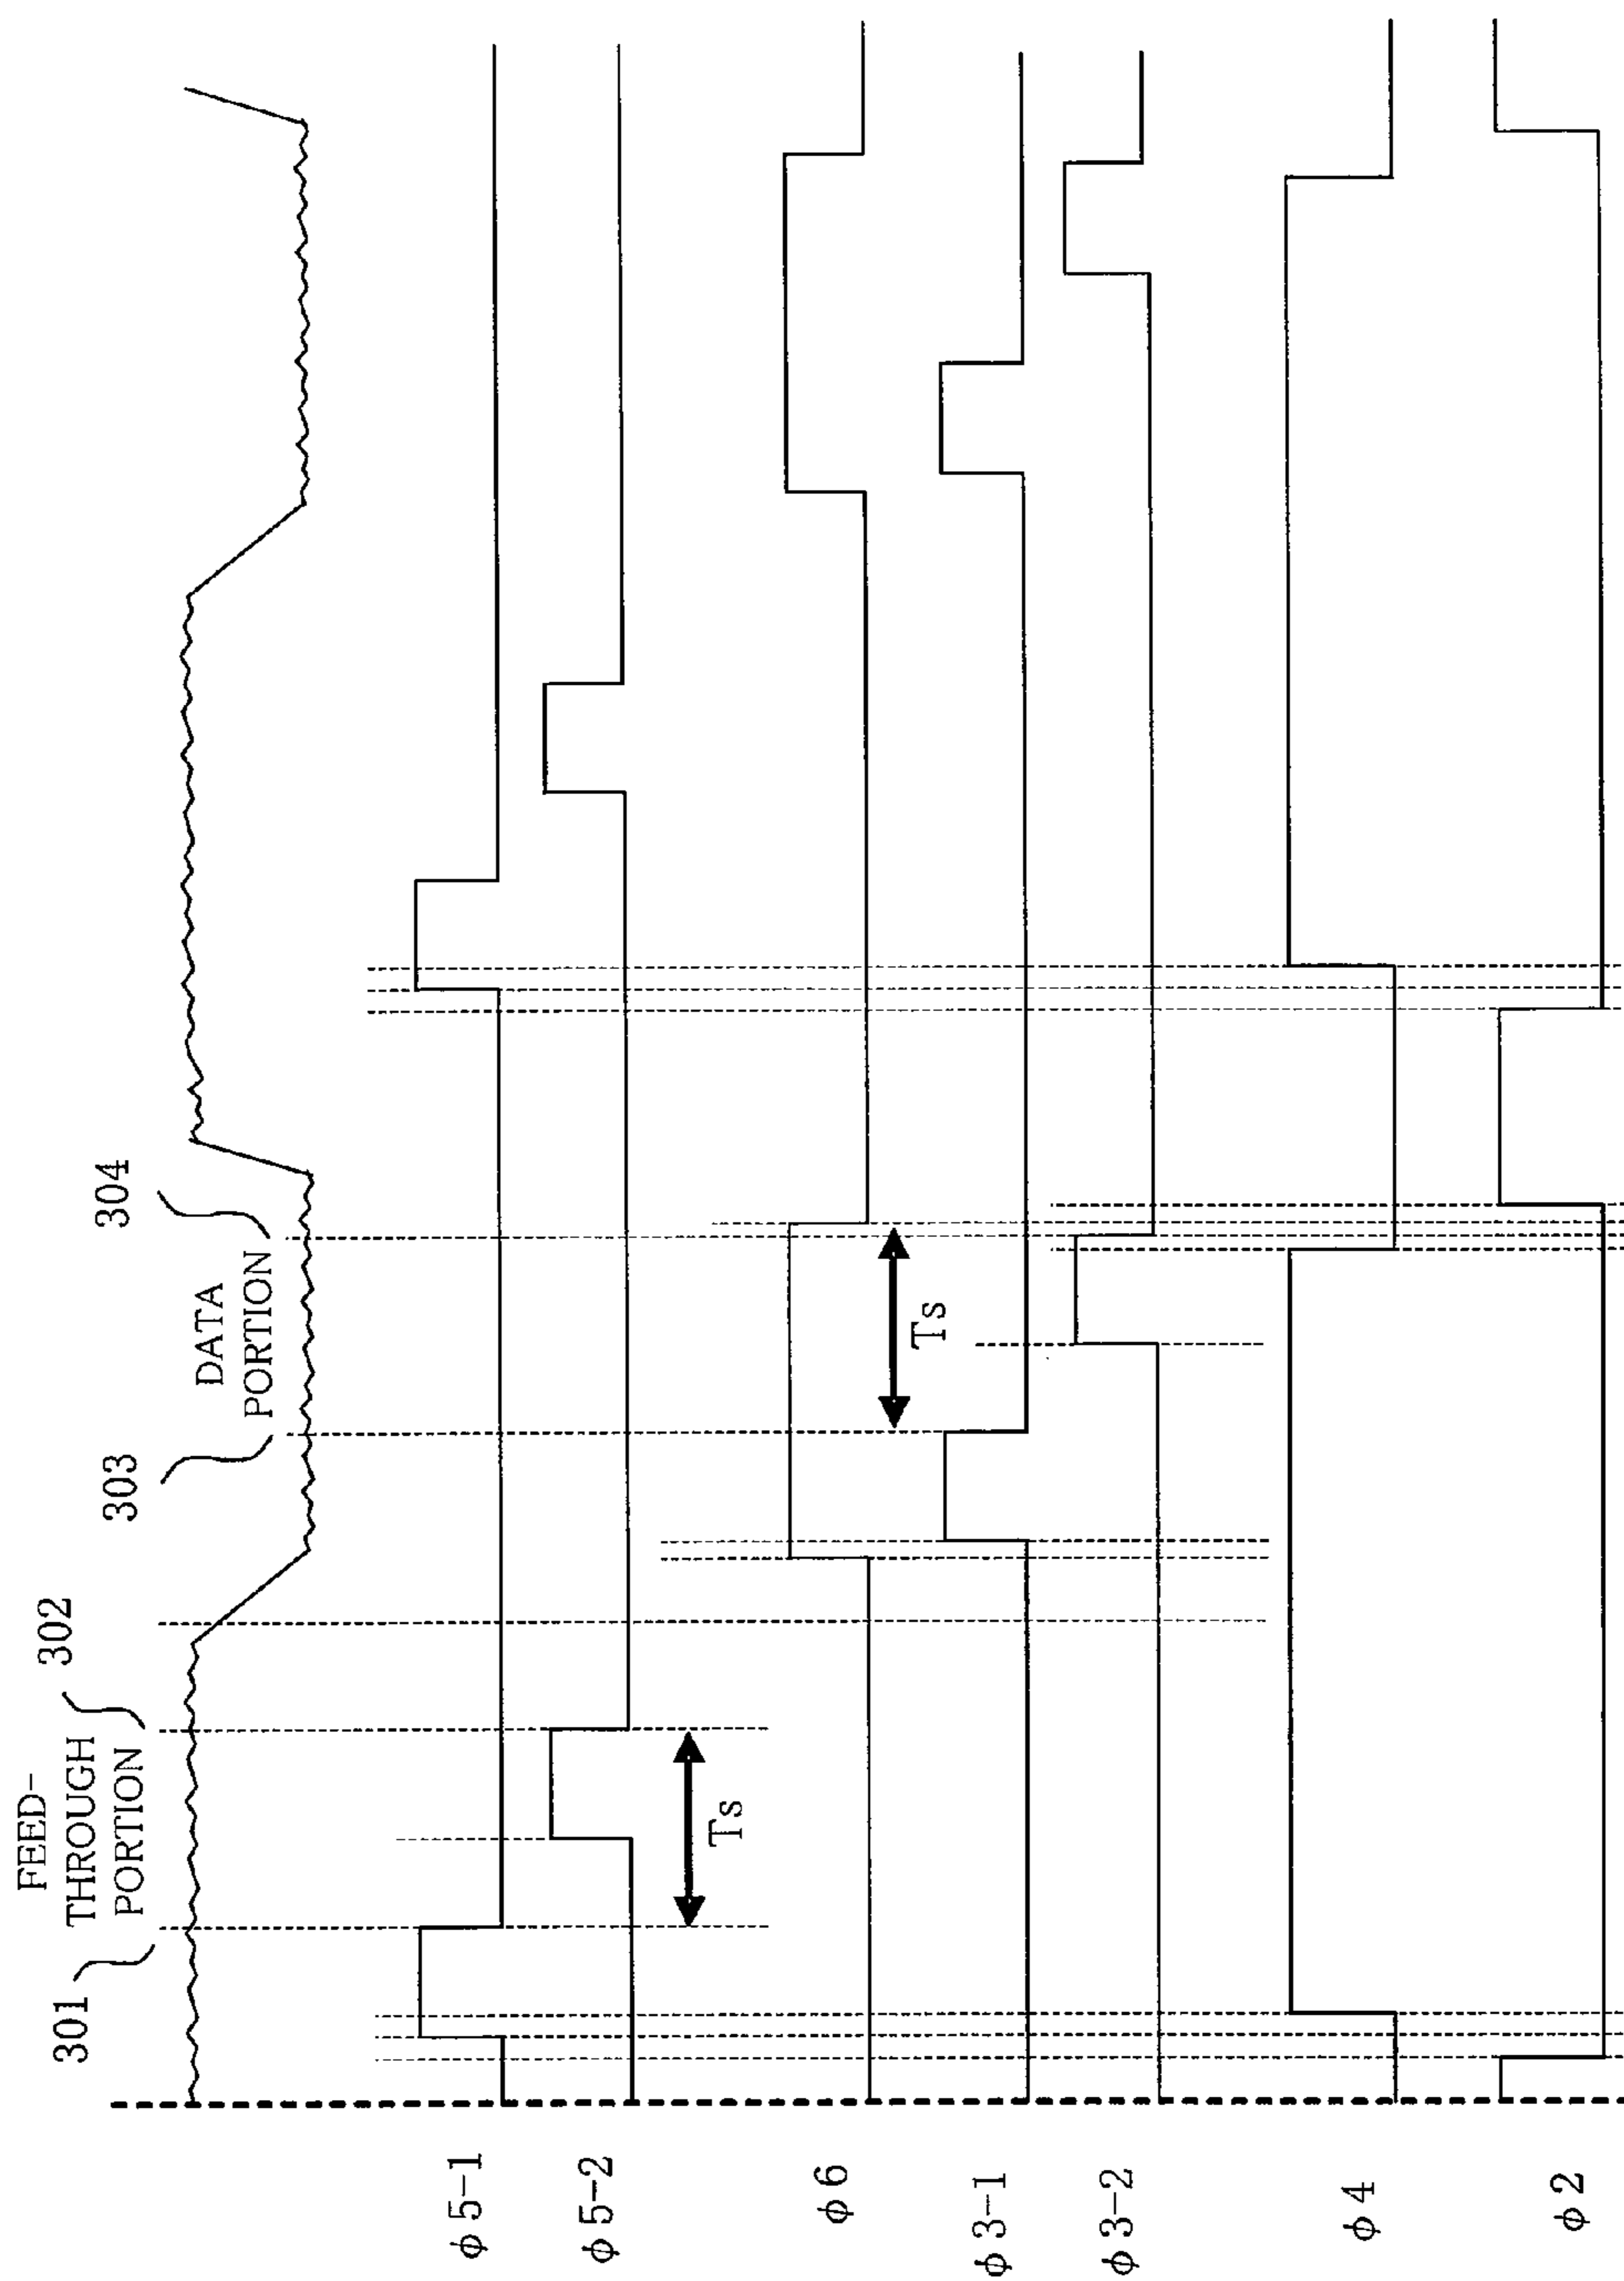 301
FEED-
THROUGH
PORTION
302
303
DATA
PORTION
304
φ5-1
φ5-2
Ts
φ6
Ts
φ3-1
φ3-2
φ4
φ2